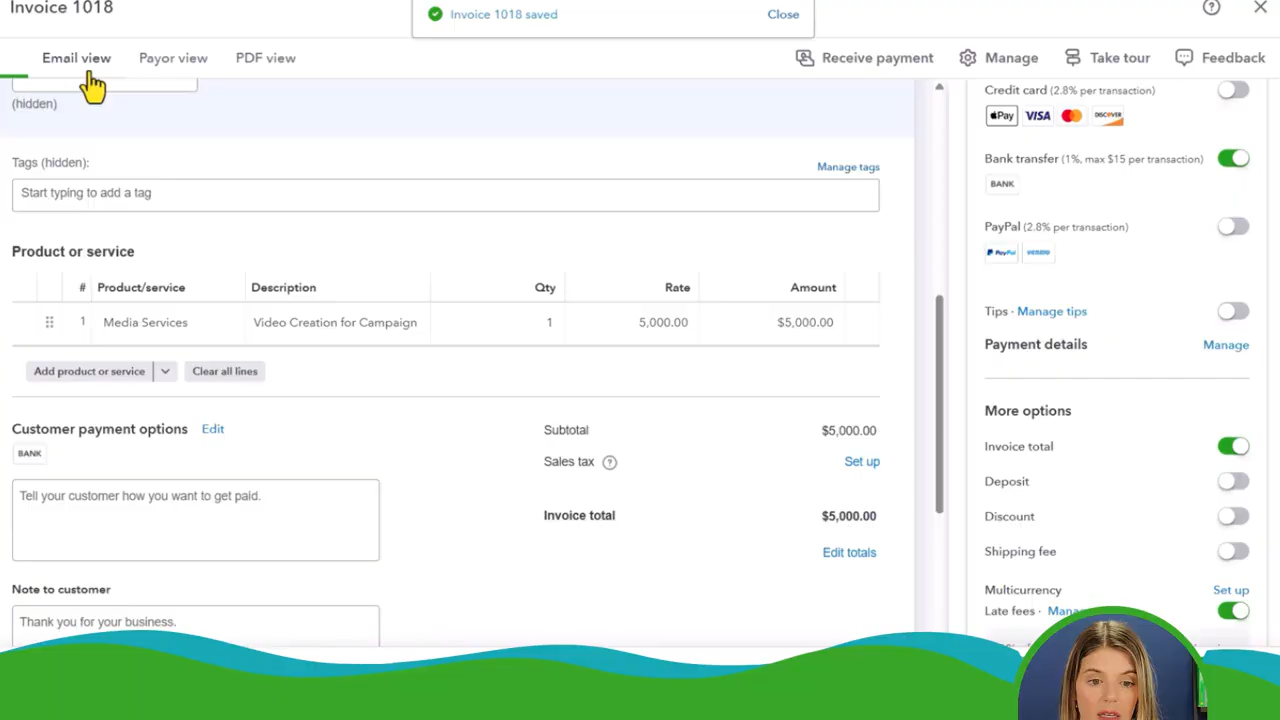 Invoice 1018
Invoice 1018 saved
Close
Email view
Payor view
PDF view
Receive payment
Manage
Take tour
Feedback
(hidden)
Tags (hidden):
Manage tags
Start typing to add a tag
Product or service
# Product/service Description Qty Rate Amount
1 Media Services Video Creation for Campaign 1 5,000.00 $5,000.00
Add product or service
Clear all lines
Customer payment options Edit
BANK
Tell your customer how you want to get paid.
Subtotal $5,000.00
Sales tax ? Set up
Invoice total $5,000.00
Edit totals
Note to customer
Thank you for your business.
Credit card (2.8% per transaction)
Pay VISA DISCOVER
Bank transfer (1%, max $15 per transaction)
BANK
PayPal (2.8% per transaction)
PayPal venmo
Tips · Manage tips
Payment details Manage
More options
Invoice total
Deposit
Discount
Shipping fee
Multicurrency Set up
Late fees ·